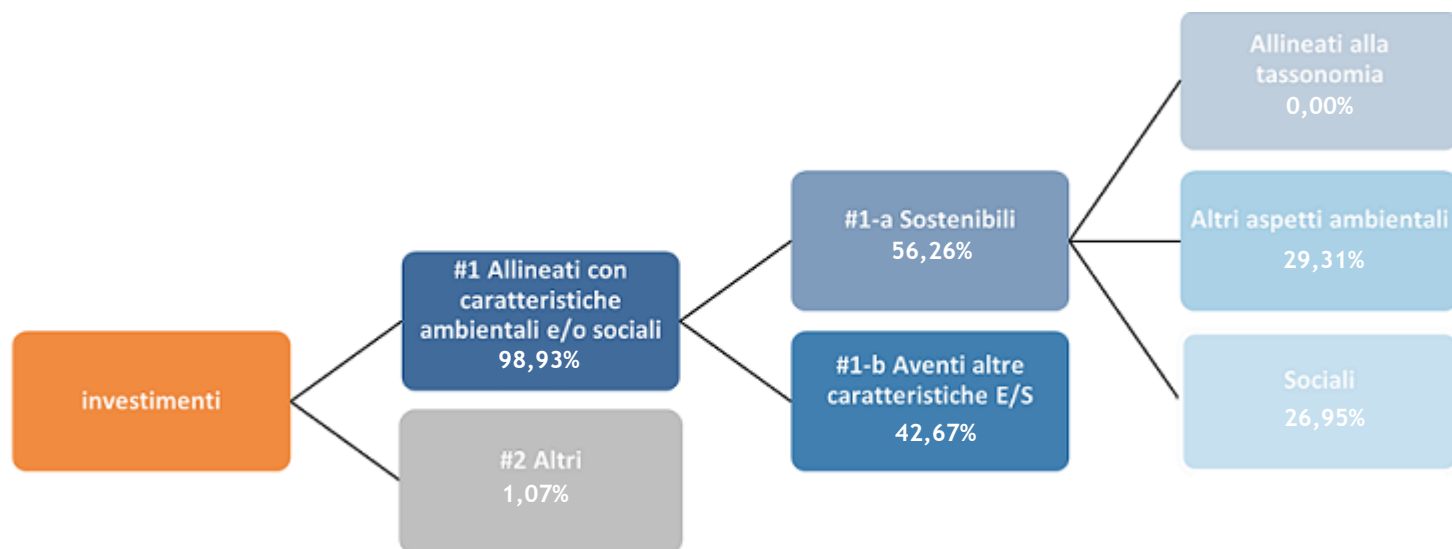 investimenti
#1 Allineati con
caratteristiche
ambientali e/o sociali
98,93%
#2 Altri
1,07%
#1-a Sostenibili
56,26%
#1-b Aventi altre
caratteristiche E/S
42,67%
Allineati alla
tassonomia
0,00%
Altri aspetti ambientali
29,31%
Sociali
26,95%